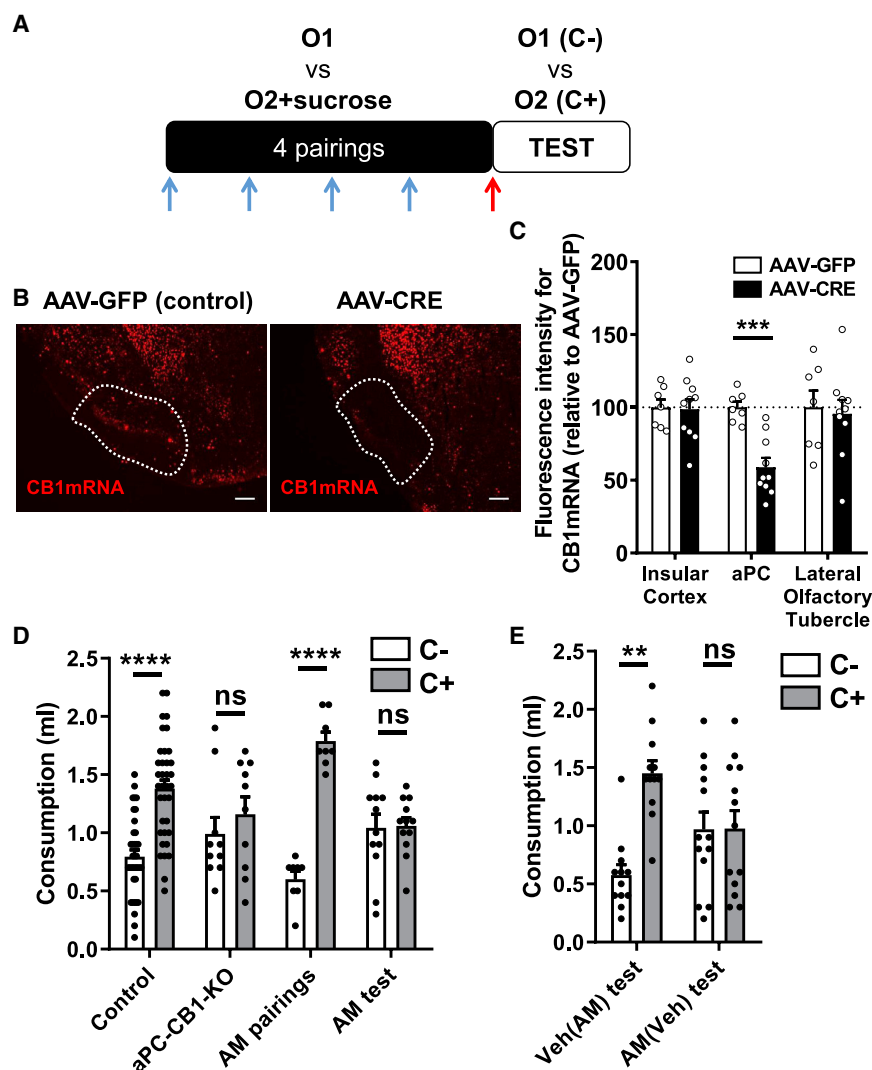 A
O1
vs
O2+sucrose
O1 (C-)
vs
O2 (C+)
4 pairings
TEST
B
AAV-GFP (control)
AAV-CRE
CB1mRNA
CB1mRNA
C
Fluorescence intensity for
CB1mRNA (relative to AAV-GFP)
200
150
100
50
0
AAV-GFP
AAV-CRE
***
Insular
Cortex
aPC
Lateral
Olfactory
Tubercle
D
Consumption (ml)
2.5
2.0
1.5
1.0
0.5
0.0
****
ns
****
ns
C-
C+
Control
aPC-CB1-KO
AM pairings
AM test
E
Consumption (ml)
2.5
2.0
1.5
1.0
0.5
0.0
**
ns
C-
C+
Veh(AM) test
AM(Veh) test